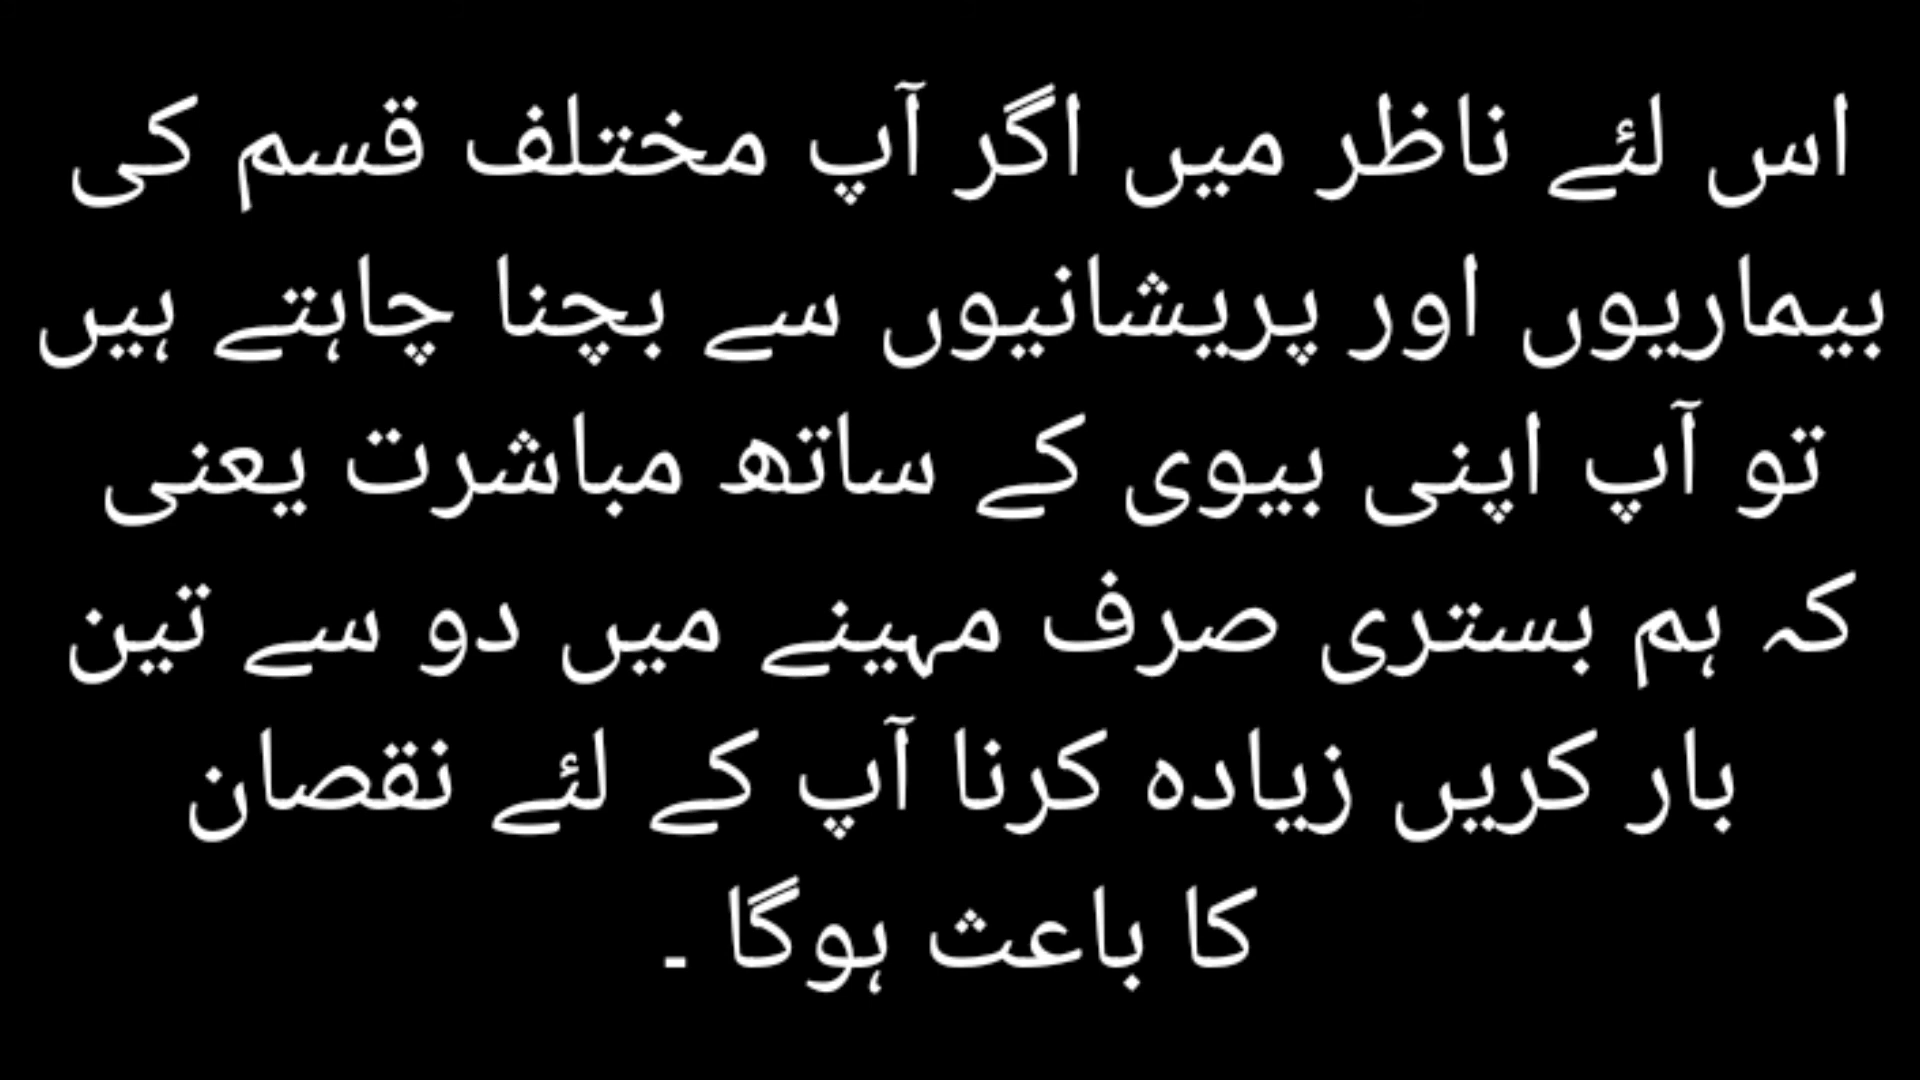 اس لئے ناظر میں اگر آپ مختلف قسم کی
بیماریوں اور پریشانیوں سے بچنا چاہتے ہیں
تو آپ اپنی بیوی کے ساتھ مباشرت یعنی
کہ ہم بستری صرف مہینے میں دو سے تین
بار کریں زیادہ کرنا آپ کے لئے نقصان
کا باعث ہوگا ۔